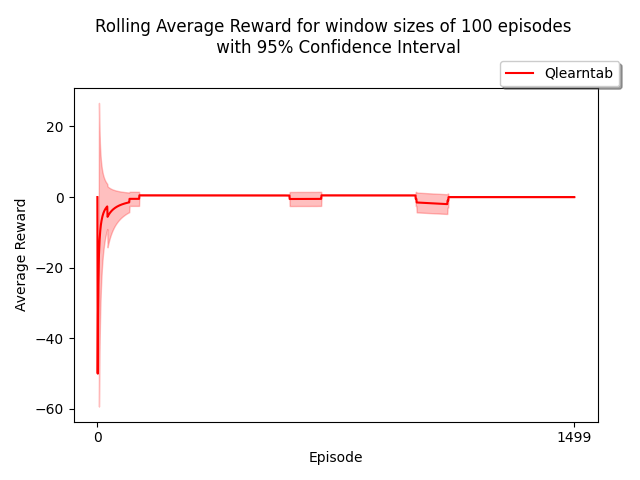 Rolling Average Reward for window sizes of 100 episodes
with 95% Confidence Interval
Qlearntab
Average Reward
20
0
−20
−40
−60
0
1499
Episode